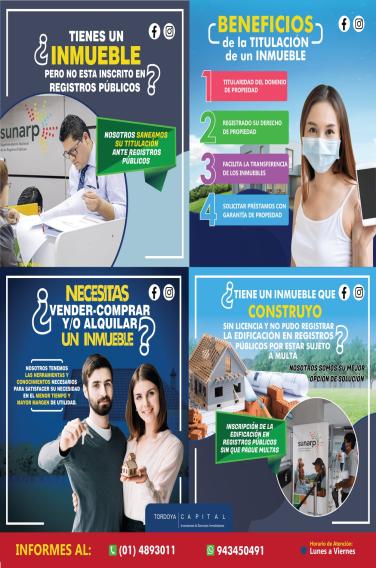 TIENES UN
¿INMUEBLE
PERO NO ESTA INSCRITO EN
REGISTROS PÚBLICOS?
sunarp
NOSOTROS SANEAMOS
SU TITULACIÓN
ANTE REGISTROS
PÚBLICOS
BENEFICIOS
de la TITULACIÓN
de un INMUEBLE
1 TITULARIDAD DEL DOMINIO
DE PROPIEDAD
2 REGISTRADO SU DERECHO
DE PROPIEDAD
3 FACILITA LA TRANSFERENCIA
DE LOS INMUEBLES
4 SOLICITAR PRÉSTAMOS CON
GARANTÍA DE PROPIEDAD
¿NECESITAS
VENDER-COMPRAR
Y/O ALQUILAR
UN INMUEBLE?
NOSOTROS TENEMOS
LAS HERRAMIENTAS Y
CONOCIMIENTOS NECESARIOS
PARA SATISFACER SU NECESIDAD
EN EL MENOR TIEMPO Y
MAYOR MARGEN DE UTILIDAD.
¿TIENE UN INMUEBLE QUE
CONSTRUYO
SIN LICENCIA Y NO PUDO REGISTRAR
LA EDIFICACIÓN EN REGISTROS
PÚBLICOS POR ESTAR SUJETO
A MULTA?
NOSOTROS SOMOS SU MEJOR
OPCIÓN DE SOLUCIÓN
INSCRIPCIÓN DE LA
EDIFICACIÓN EN
REGISTROS PÚBLICOS
SIN QUE PAGUE MULTAS
sunarp
TORDOYA CAPITAL
Inversiones & Servicios Inmobiliarios
INFORMES AL: (01) 4893011 943450491
Horario de Atención:
Lunes a Viernes